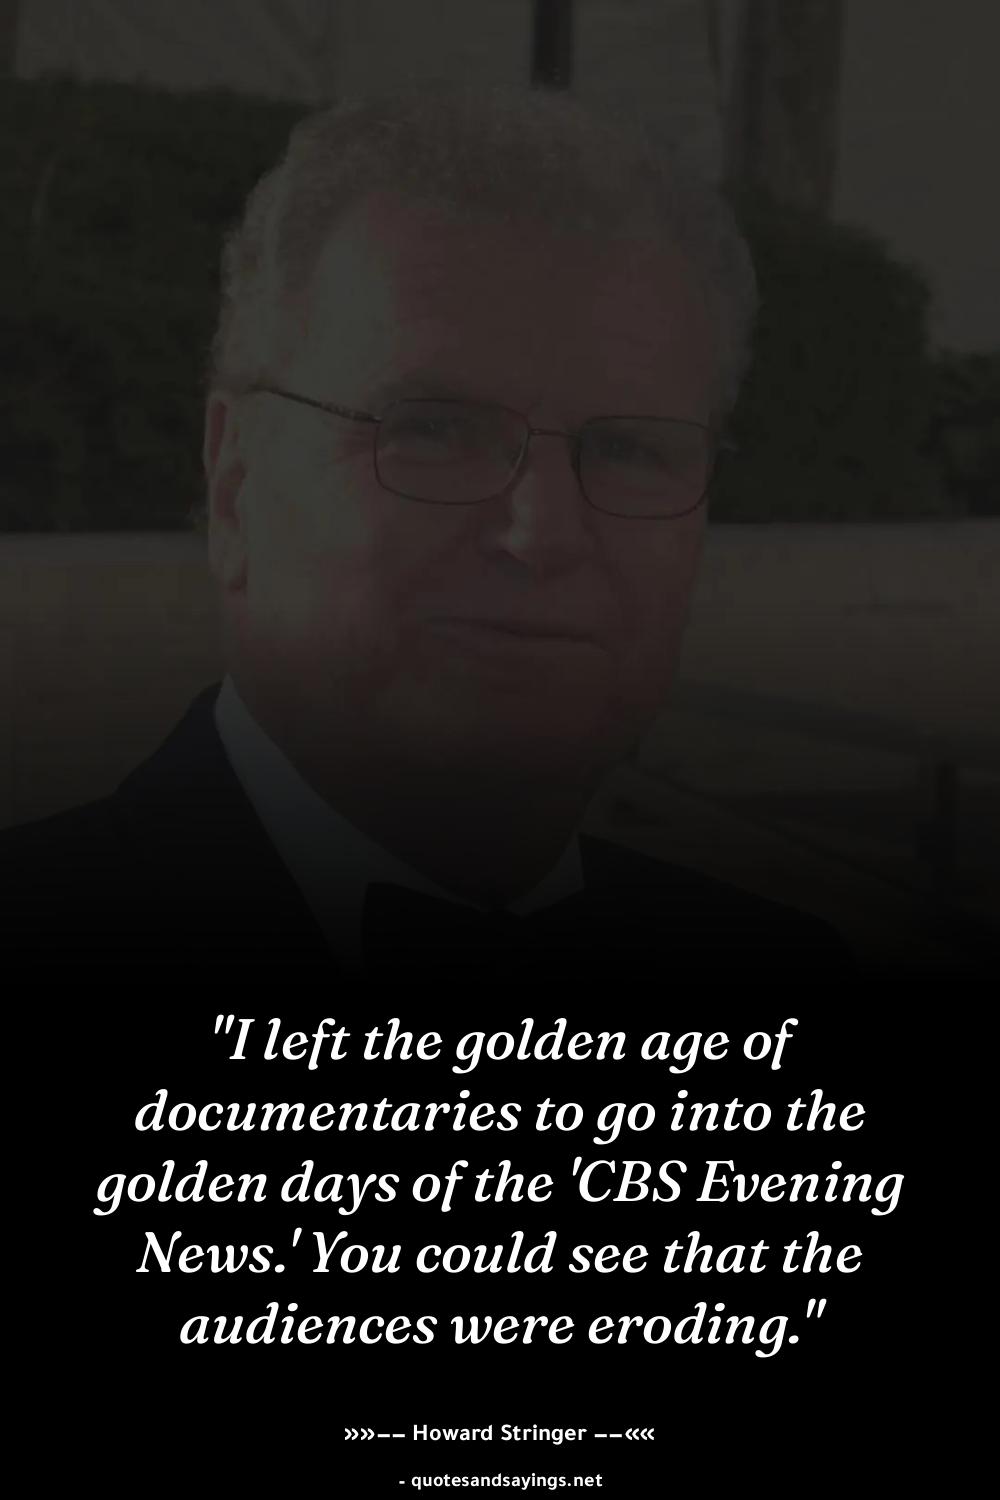 "I left the golden age of
documentaries to go into the
golden days of the 'CBS Evening
News.' You could see that the
audiences were eroding."
»»–– Howard Stringer ––««
- quotesandsayings.net